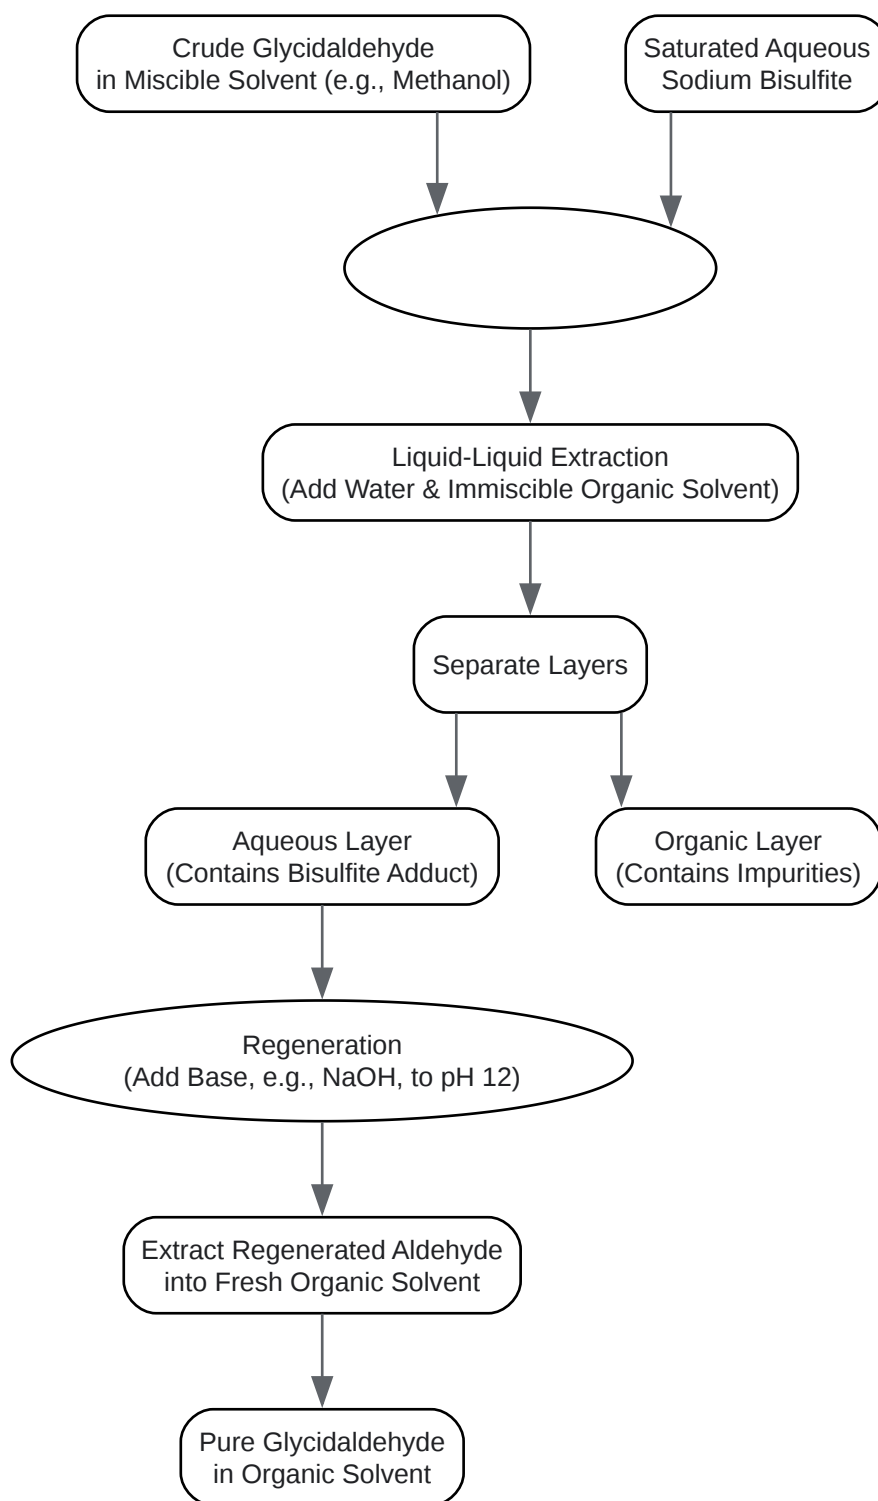 Crude Glycidaldehyde
in Miscible Solvent (e.g., Methanol)
Saturated Aqueous
Sodium Bisulfite
Liquid-Liquid Extraction
(Add Water & Immiscible Organic Solvent)
Separate Layers
Aqueous Layer
(Contains Bisulfite Adduct)
Organic Layer
(Contains Impurities)
Regeneration
(Add Base, e.g., NaOH, to pH 12)
Extract Regenerated Aldehyde
into Fresh Organic Solvent
Pure Glycidaldehyde
in Organic Solvent